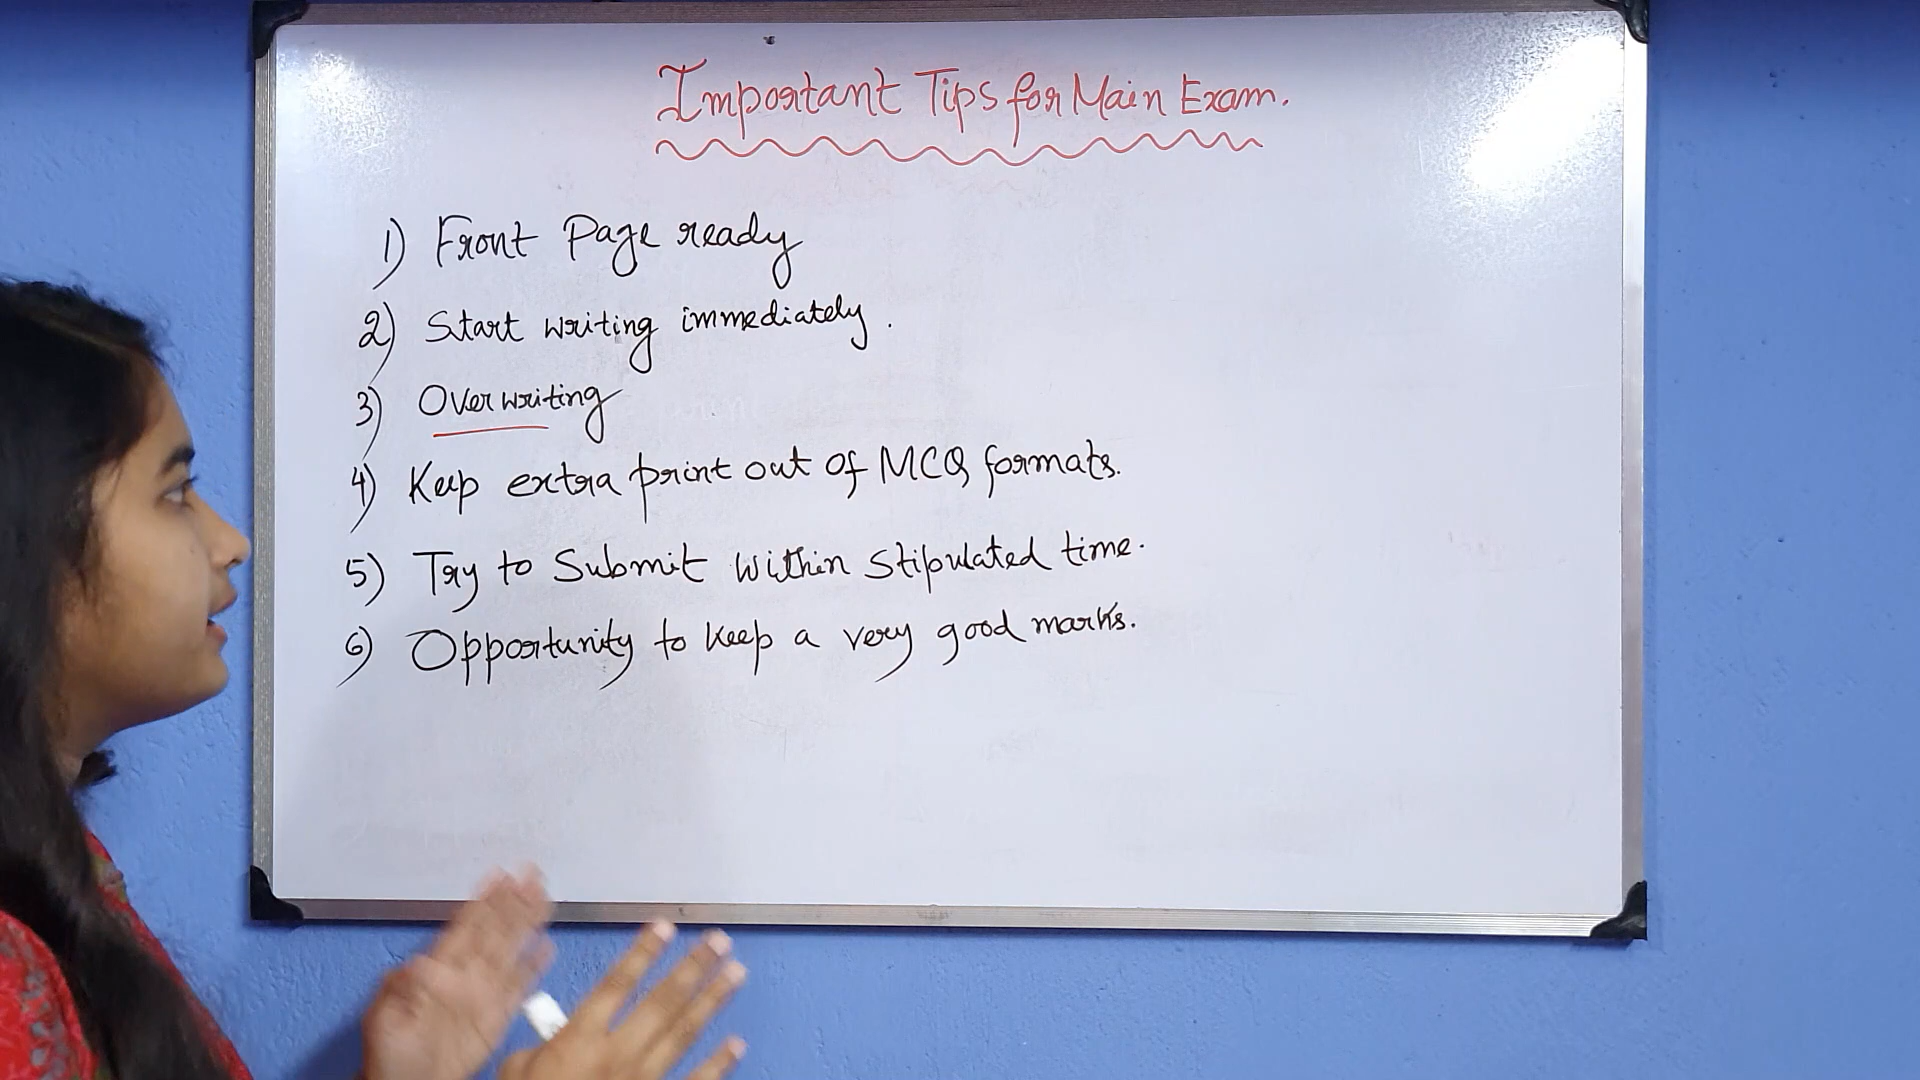 Important Tips for Main Exam.
1) Front Page ready
2) Start writing immediately.
3) Overwriting
4) Keep extra print out of MCQ formats.
5) Try to Submit within stipulated time.
6) Opportunity to keep a very good marks.